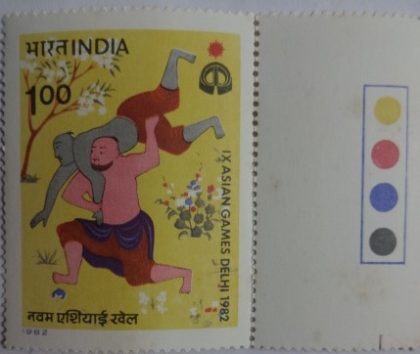 भारत INDIA
1.00
IX ASIAN GAMES DELHI 1982
नवम एशियाई खेल
1982